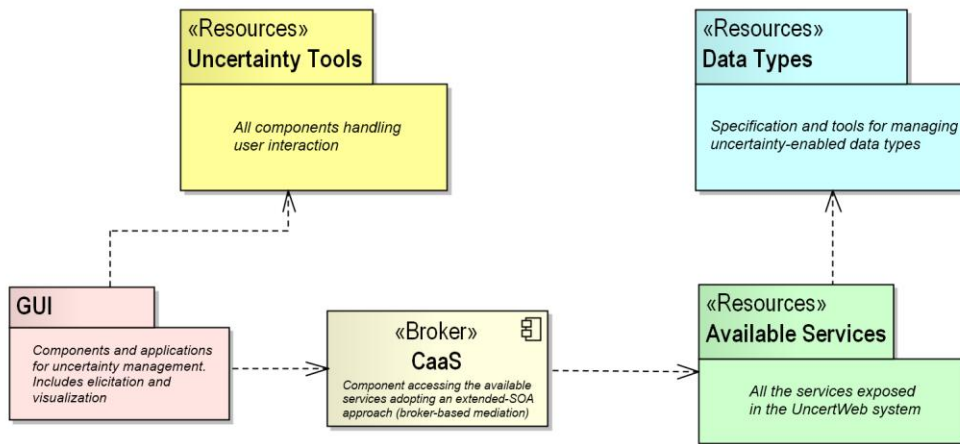 «Resources»
Uncertainty Tools
All components handling
user interaction
«Resources»
Data Types
Specification and tools for managing
uncertainty-enabled data types
GUI
Components and applications
for uncertainty management.
Includes elicitation and
visualization
«Broker»
CaaS
Component accessing the available
services adopting an extended-SOA
approach (broker-based mediation)
«Resources»
Available Services
All the services exposed
in the UncertWeb system